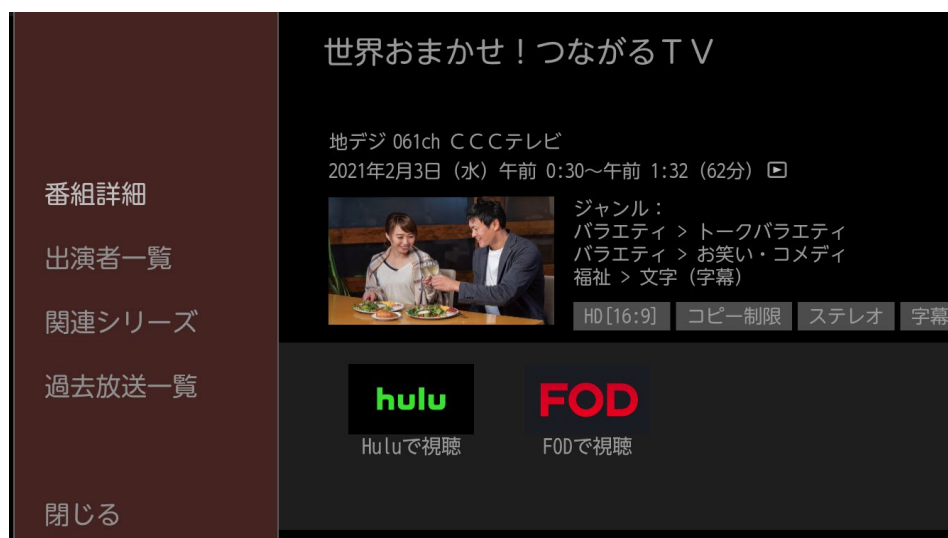 世界おまかせ！つながるＴＶ
地デジ 061ch ＣＣＣテレビ
2021年2月3日（水）午前 0:30～午前 1:32（62分）
ジャンル：
バラエティ > トークバラエティ
バラエティ > お笑い・コメディ
福祉 > 文字（字幕）
HD[16:9] コピー制限 ステレオ 字幕
番組詳細
出演者一覧
関連シリーズ
過去放送一覧
閉じる
hulu FOD
Huluで視聴 FODで視聴